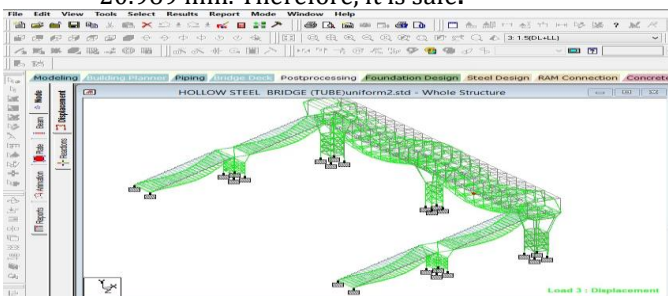 20.989 mm. Therefore, it is safe.
File Edit View Tools Select Results Report Mode Window Help
3: 1.5(DL+LL)
Modeling Building Planner Piping Bridge Deck Postprocessing Foundation Design Steel Design RAM Connection Concrete
HOLLOW STEEL BRIDGE (TUBE)uniform2.std - Whole Structure
Node
Displacement
Beam
Plate
Reactions
Animation
Reports
Y
X
Z
Load 3 : Displacement